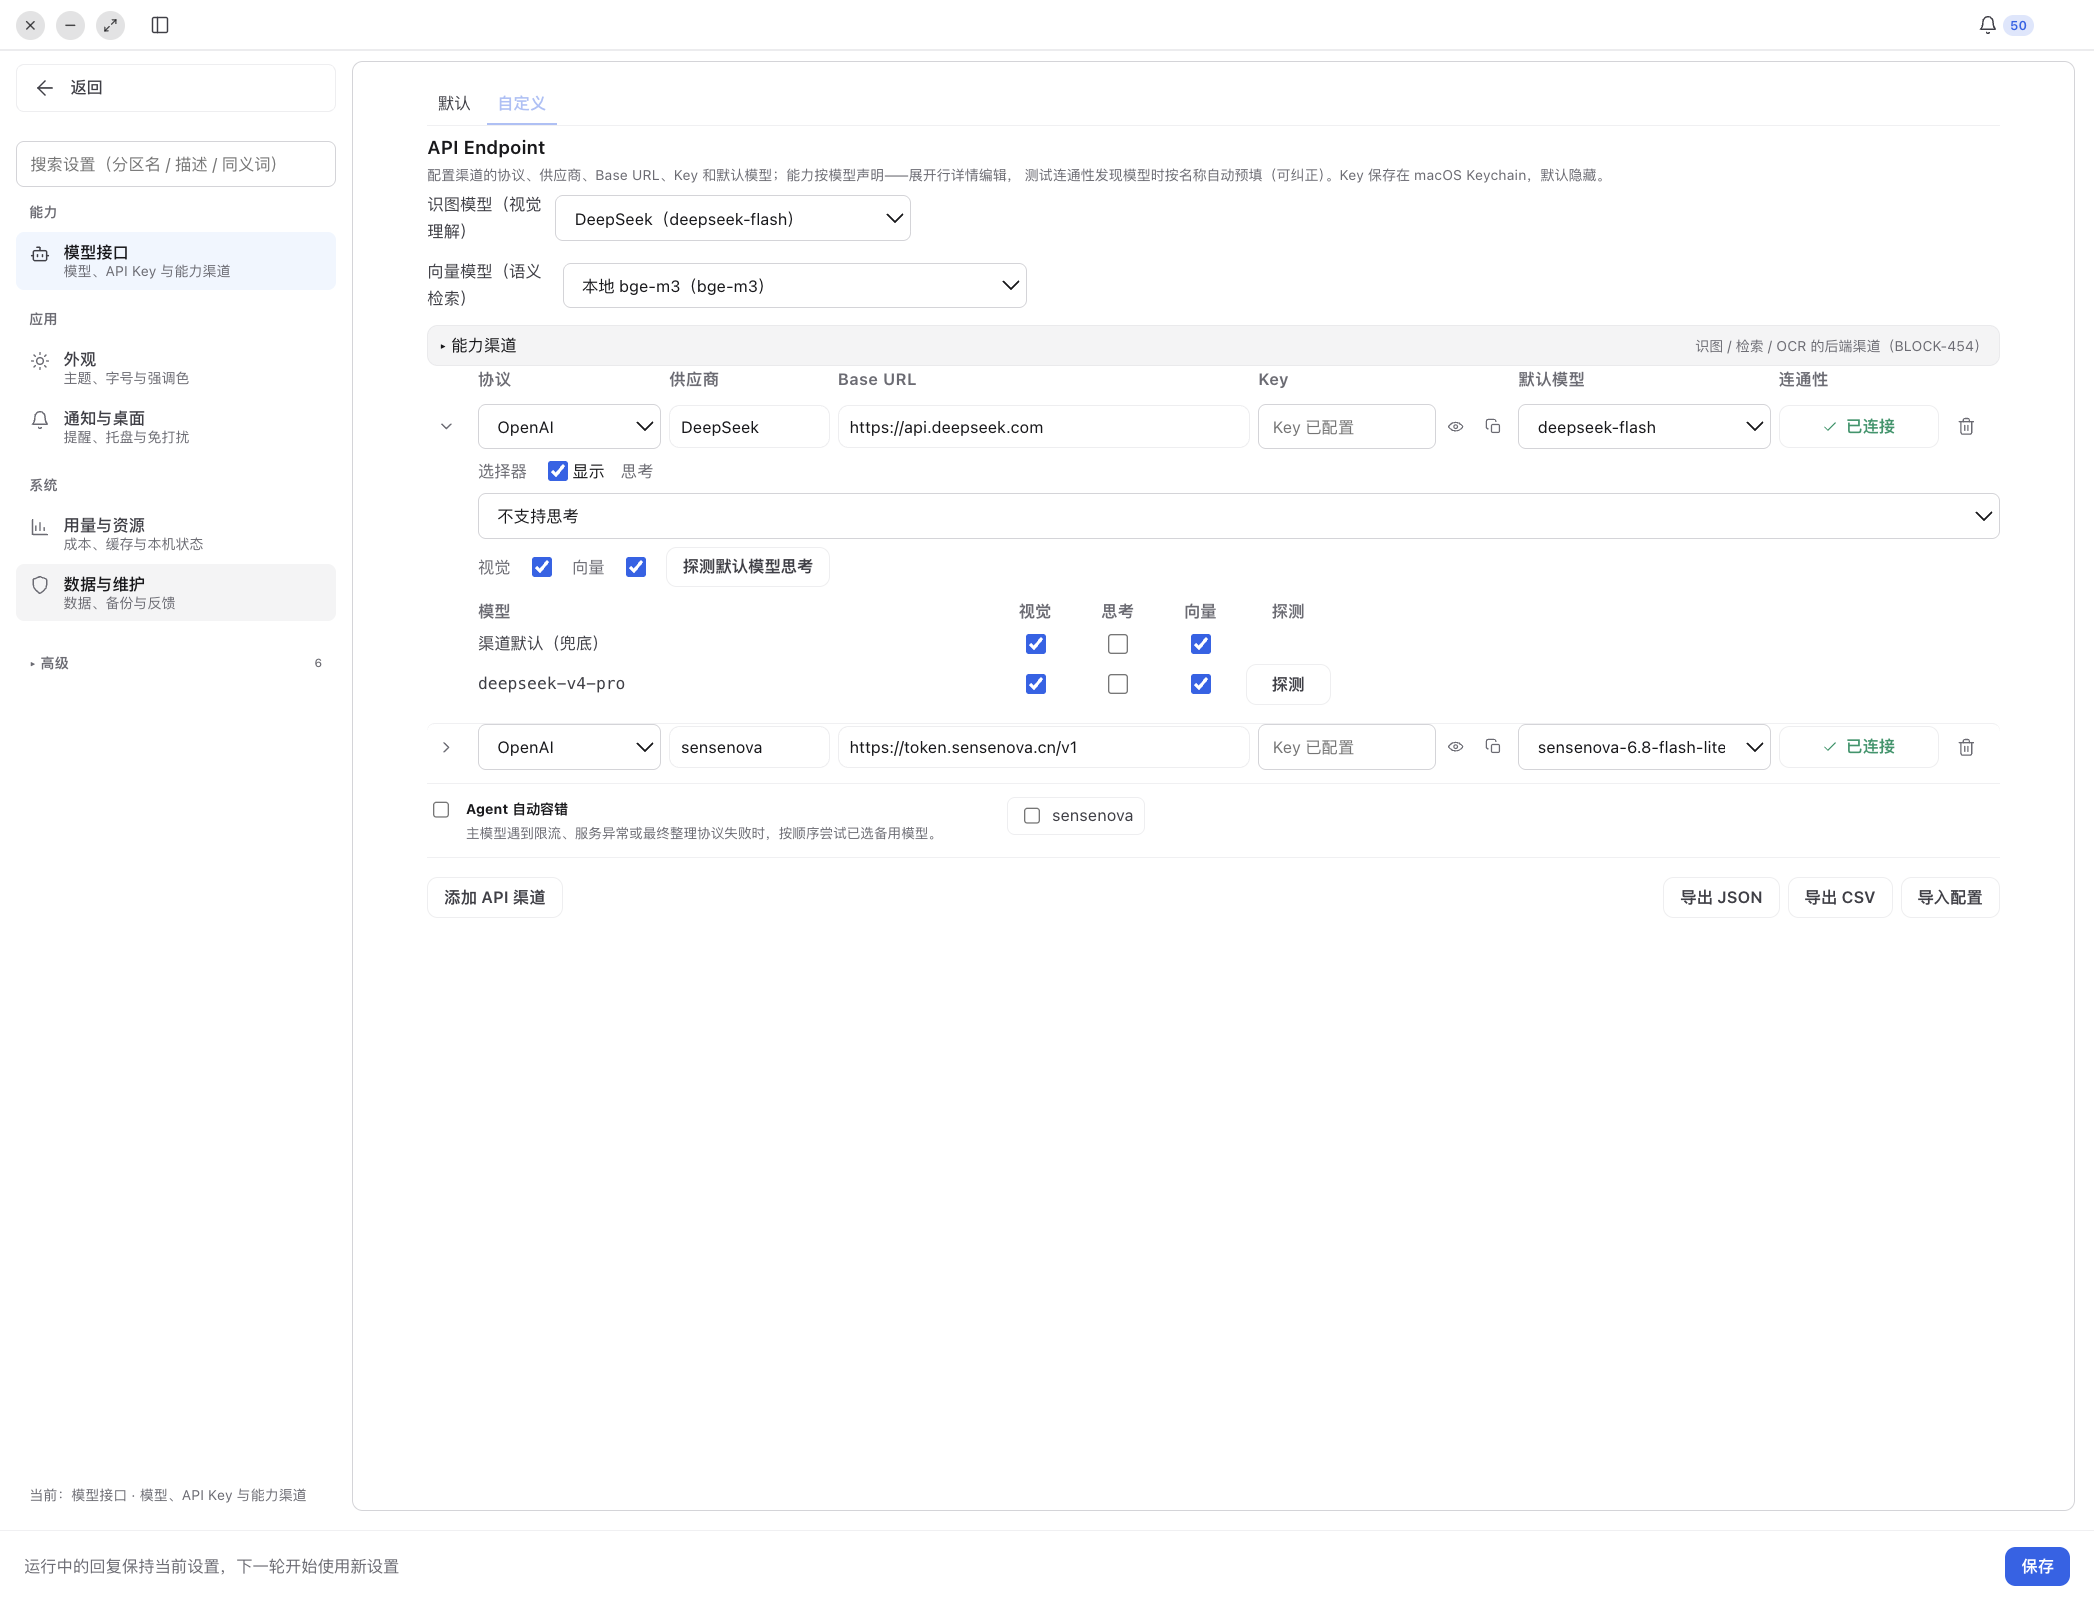 50
返回
搜索设置（分区名 / 描述 / 同义词）
能力
模型接口
模型、API Key 与能力渠道
应用
外观
主题、字号与强调色
通知与桌面
提醒、托盘与免打扰
系统
用量与资源
成本、缓存与本机状态
数据与维护
数据、备份与反馈
高级 6
当前：模型接口 · 模型、API Key 与能力渠道
默认 自定义
API Endpoint
配置渠道的协议、供应商、Base URL、Key 和默认模型；能力按模型声明——展开行详情编辑， 测试连通性发现模型时按名称自动预填（可纠正）。Key 保存在 macOS Keychain，默认隐藏。
识图模型（视觉
理解）
DeepSeek（deepseek-flash）
向量模型（语义
检索）
本地 bge-m3（bge-m3）
能力渠道 识图 / 检索 / OCR 的后端渠道（BLOCK-454）
协议 供应商 Base URL Key 默认模型 连通性
OpenAI DeepSeek https://api.deepseek.com Key 已配置 deepseek-flash 已连接
选择器 显示 思考
不支持思考
视觉 向量 探测默认模型思考
模型 视觉 思考 向量 探测
渠道默认（兜底）
deepseek-v4-pro 探测
OpenAI sensenova https://token.sensenova.cn/v1 Key 已配置 sensenova-6.8-flash-lite 已连接
Agent 自动容错
主模型遇到限流、服务异常或最终整理协议失败时，按顺序尝试已选备用模型。
sensenova
添加 API 渠道 导出 JSON 导出 CSV 导入配置
运行中的回复保持当前设置，下一轮开始使用新设置
保存